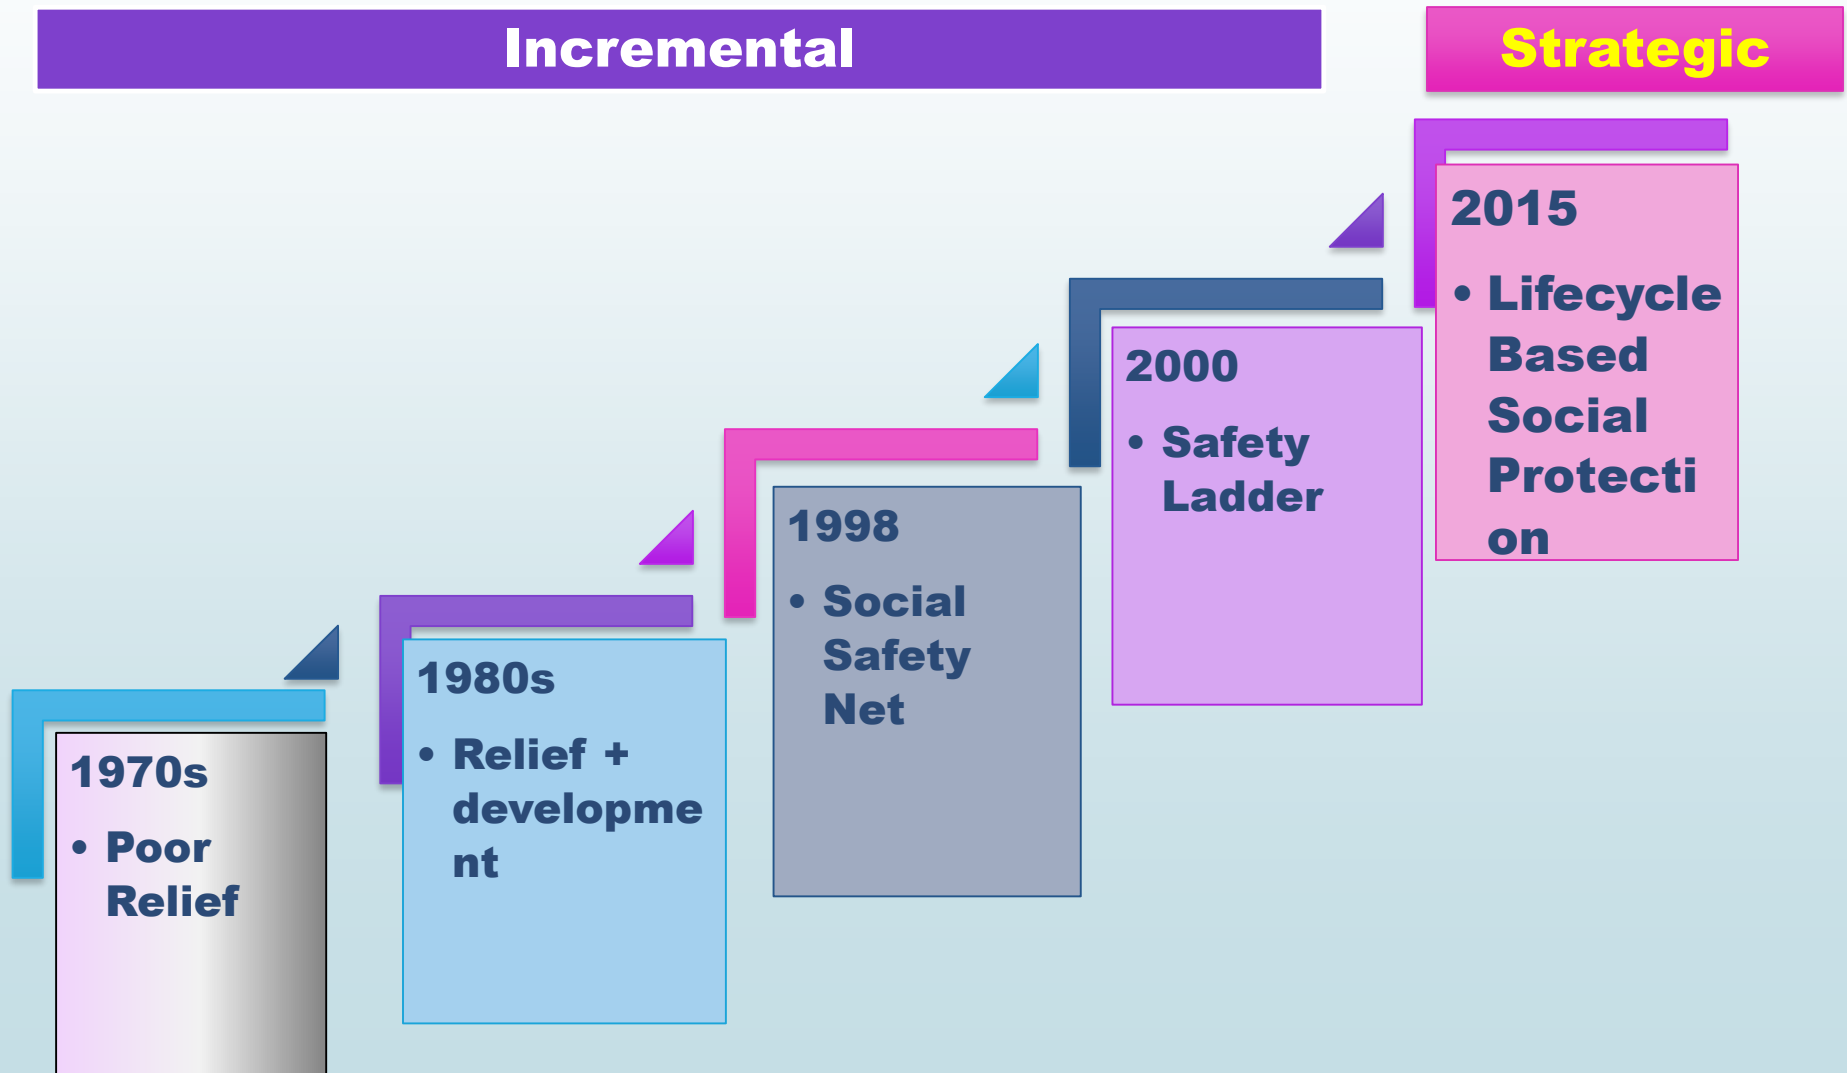 Incremental
Strategic
1970s
• Poor
Relief
1980s
• Relief +
developme
nt
1998
• Social
Safety
Net
2000
• Safety
Ladder
2015
• Lifecycle
Based
Social
Protecti
on